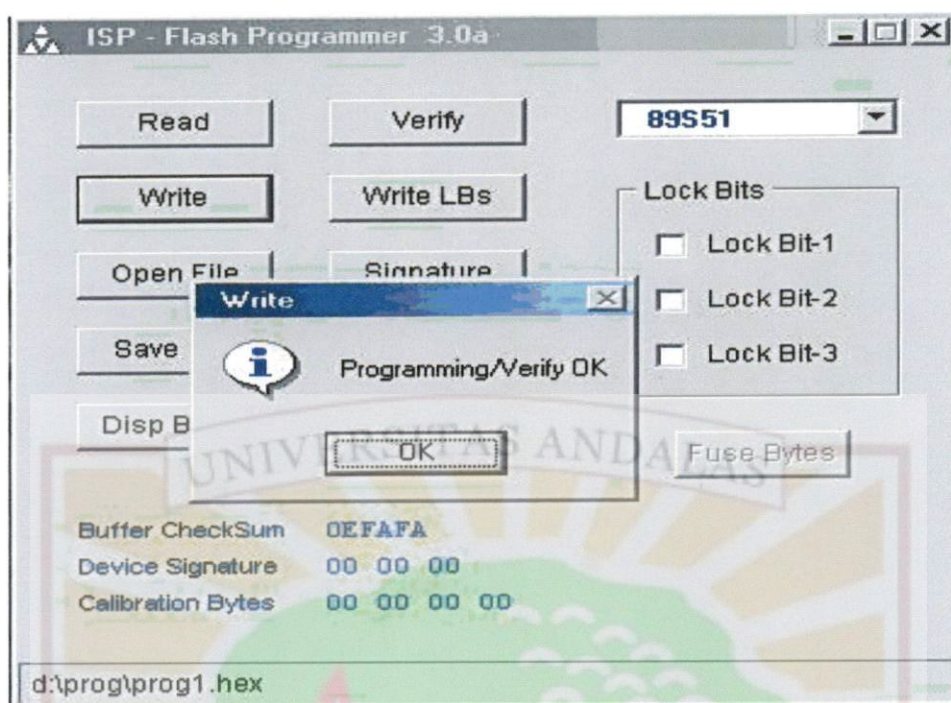 ISP - Flash Programmer 3.0a
Read
Verify
89S51
Write
Write LBs
Lock Bits
Lock Bit-1
Open File
Signature
Write
Lock Bit-2
Save
Programming/Verify OK
Lock Bit-3
Disp B
OK
Fuse Bytes
UNIVERSITAS ANDALAS
Buffer CheckSum 0EFAFA
Device Signature 00 00 00
Calibration Bytes 00 00 00 00
d:\prog\prog1.hex